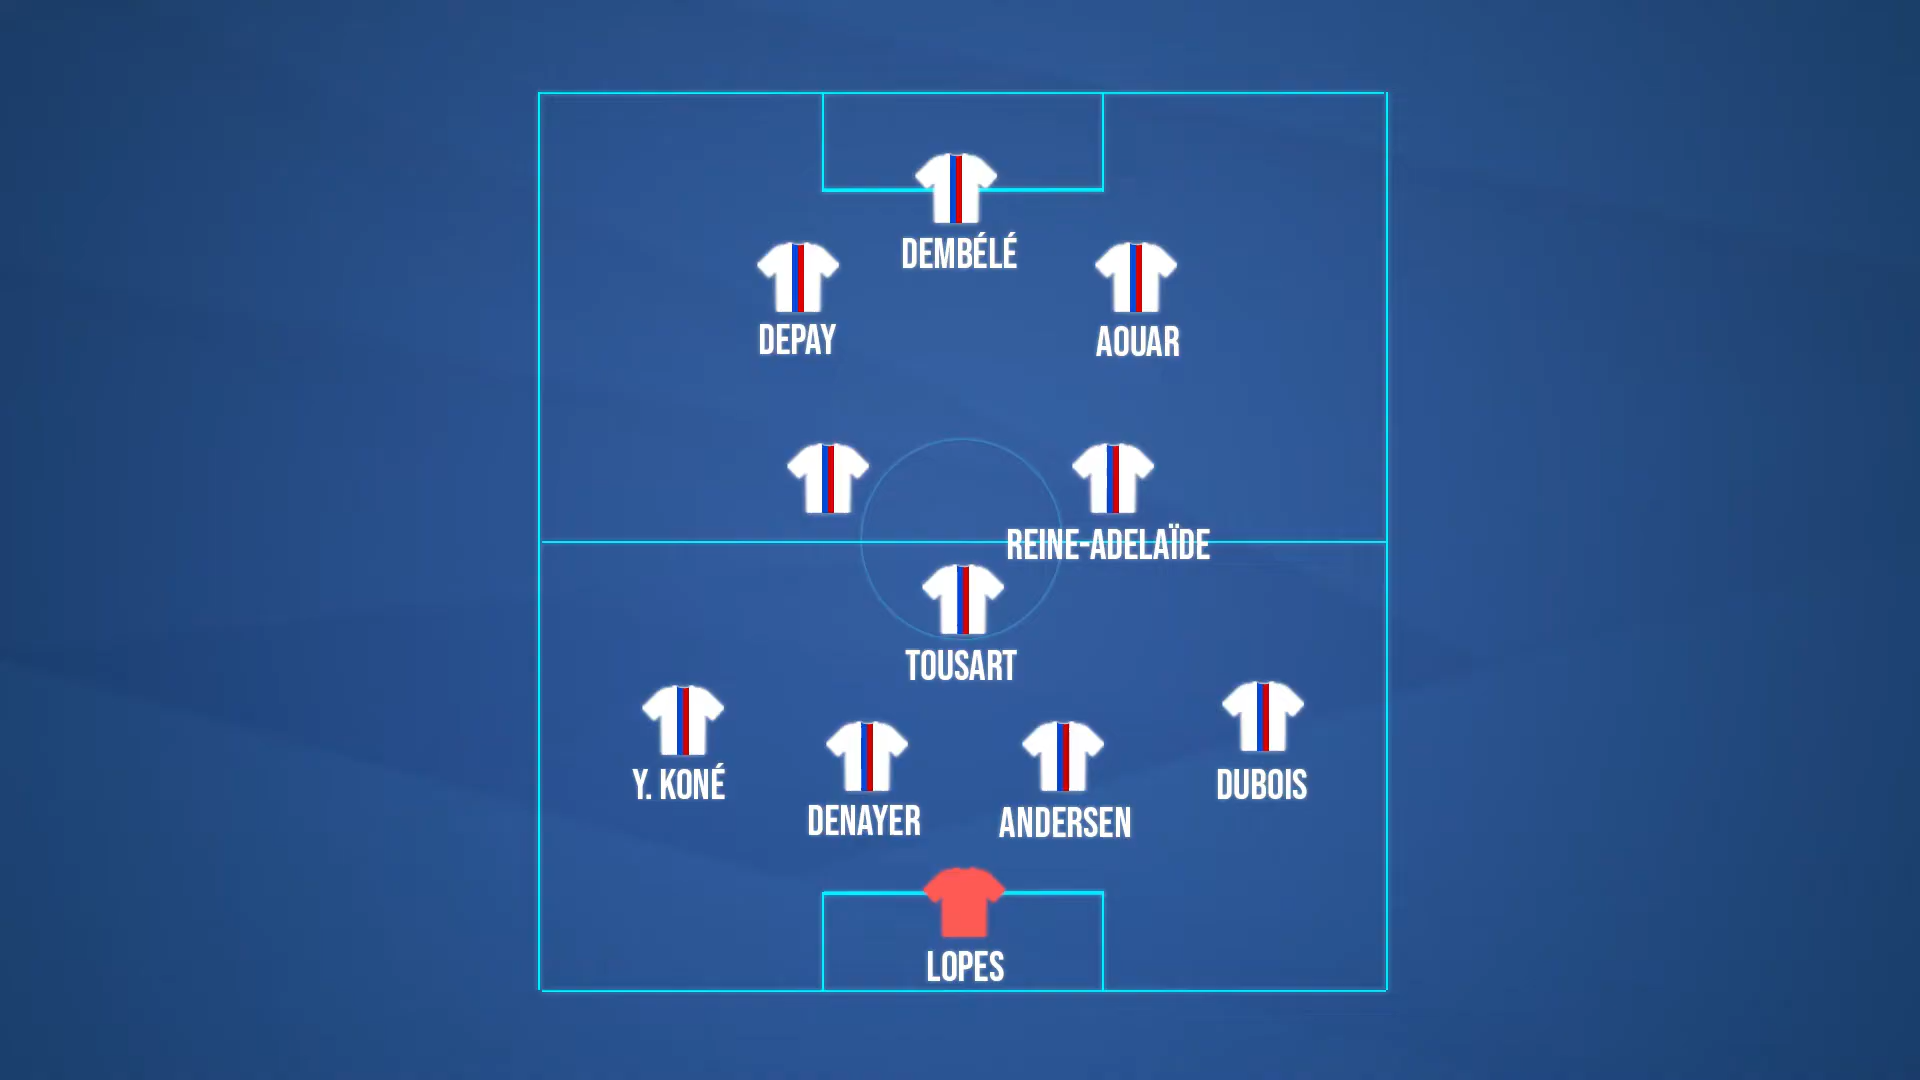 DEMBÉLÉ
DEPAY
AOUAR
REINE-ADELAÏDE
TOUSART
Y. KONÉ
DUBOIS
DENAYER
ANDERSEN
LOPES